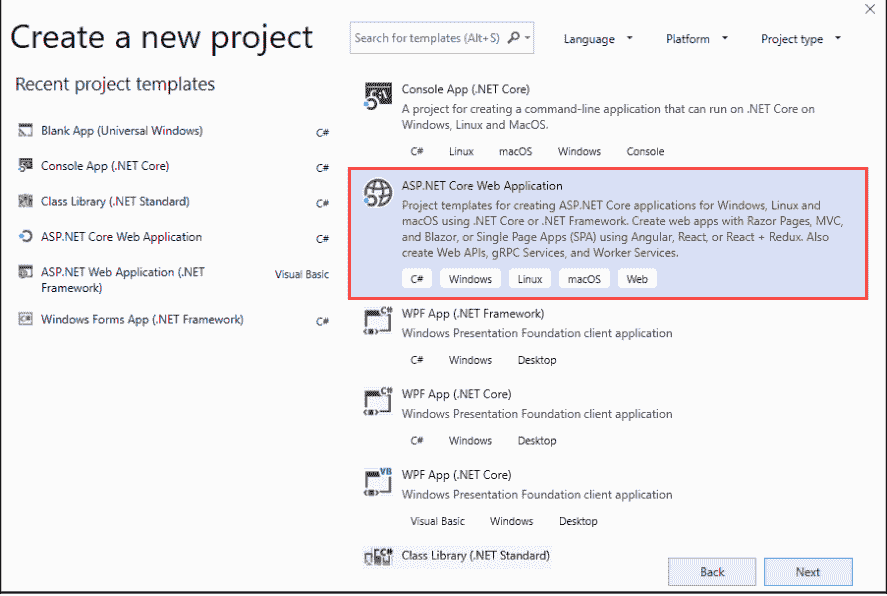 Create a new project
Search for templates (Alt+S)
Language
Platform
Project type
Recent project templates
Blank App (Universal Windows)
C#
Console App (.NET Core)
C#
Class Library (.NET Standard)
C#
ASP.NET Core Web Application
C#
ASP.NET Web Application (.NET
Framework)
Visual Basic
Windows Forms App (.NET Framework)
C#
Console App (.NET Core)
A project for creating a command-line application that can run on .NET Core on
Windows, Linux and MacOS.
C# Linux macOS Windows Console
ASP.NET Core Web Application
Project templates for creating ASP.NET Core applications for Windows, Linux and
macOS using .NET Core or .NET Framework. Create web apps with Razor Pages, MVC,
and Blazor, or Single Page Apps (SPA) using Angular, React, or React + Redux. Also
create Web APIs, gRPC Services, and Worker Services.
C# Windows Linux macOS Web
WPF App (.NET Framework)
Windows Presentation Foundation client application
C# Windows Desktop
WPF App (.NET Core)
Windows Presentation Foundation client application
C# Windows Desktop
WPF App (.NET Core)
Windows Presentation Foundation client application
Visual Basic Windows Desktop
Class Library (.NET Standard)
Back
Next